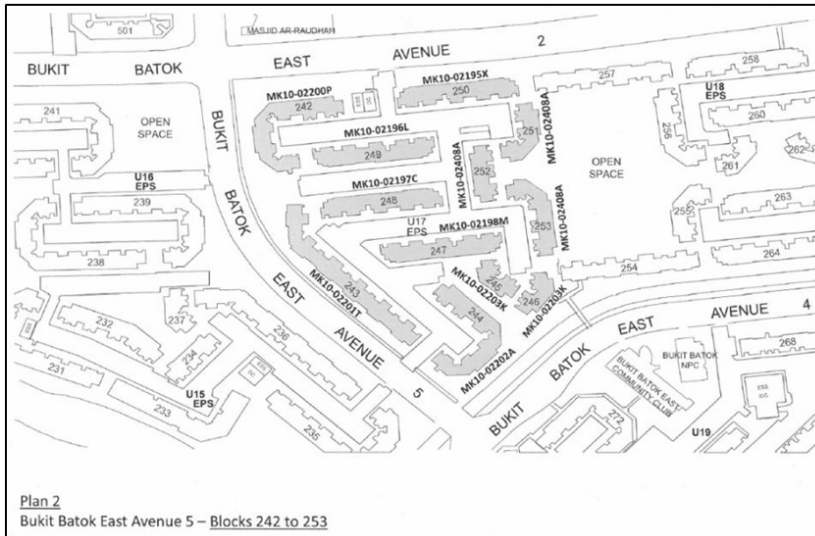 501
MASJID AR-RAUDHAH
BUKIT BATOK EAST AVENUE 2
241
OPEN
SPACE
MK10-02200P
242
ESS
DC
MK10-02195X
250
257
258
U18
EPS
260
256
261
262
251
MK10-02408A
MK10-02196L
249
MK10-02408A
252
OPEN
SPACE
U16
EPS
239
MK10-02197C
248
U17
EPS
MK10-02198M
247
253
MK10-02408A
255
263
264
254
238
BUKIT BATOK EAST AVENUE 5
243
MK10-02201T
245
MK10-02203K
246
MK10-02203K
244
MK10-02202A
BUKIT BATOK EAST AVENUE 4
232
237
236
234
ESS
231
233
U15
EPS
235
BUKIT BATOK EAST
COMMUNITY CLUB
BUKIT BATOK
NPC
268
ESS
272
U19
Plan 2
Bukit Batok East Avenue 5 – Blocks 242 to 253